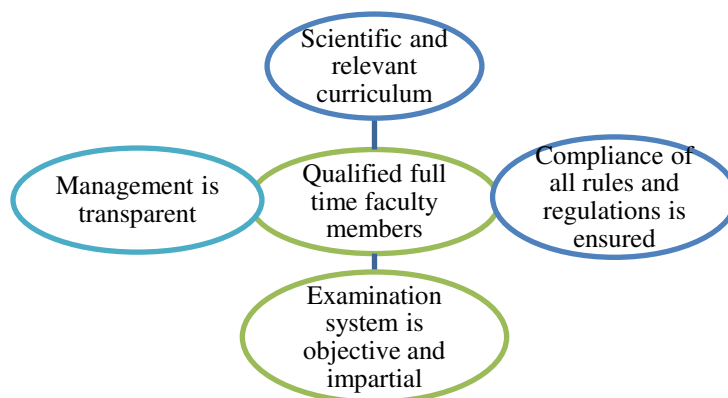 Scientific and
relevant
curriculum
Management is
transparent
Qualified full
time faculty
members
Compliance of
all rules and
regulations is
ensured
Examination
system is
objective and
impartial